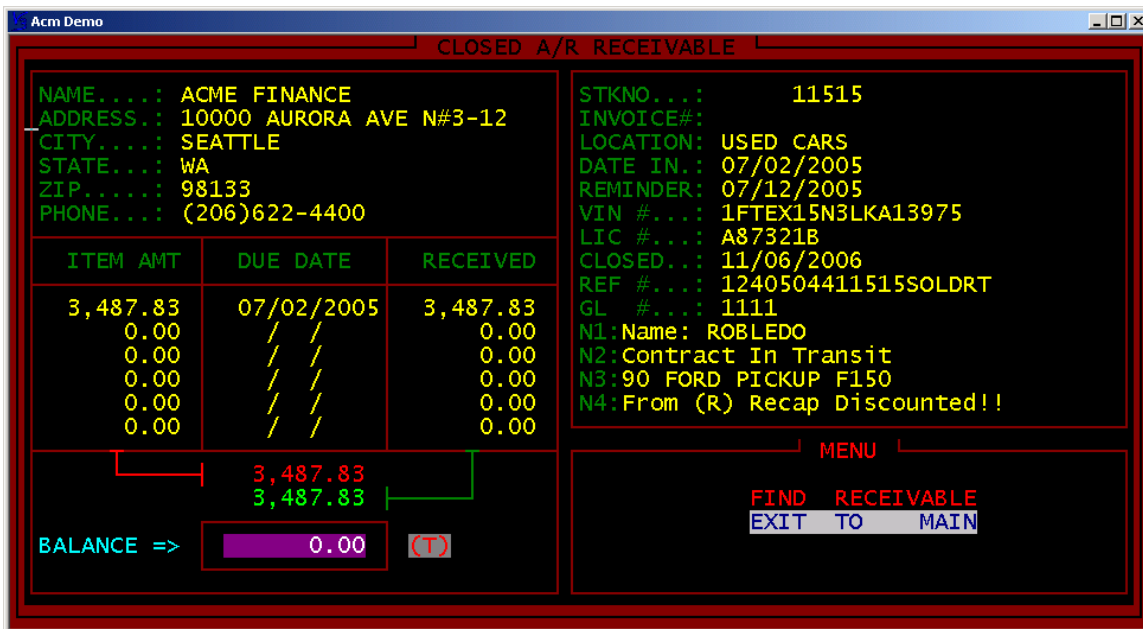 Acm Demo
CLOSED A/R RECEIVABLE
NAME....: ACME FINANCE
ADDRESS.: 10000 AURORA AVE N#3-12
CITY....: SEATTLE
STATE...: WA
ZIP.....: 98133
PHONE...: (206)622-4400
ITEM AMT DUE DATE RECEIVED
3,487.83 07/02/2005 3,487.83
0.00 / / 0.00
0.00 / / 0.00
0.00 / / 0.00
0.00 / / 0.00
0.00 / / 0.00
3,487.83
3,487.83
BALANCE => 0.00 (T)
STKNO...: 11515
INVOICE#:
LOCATION: USED CARS
DATE IN.: 07/02/2005
REMINDER: 07/12/2005
VIN #...: 1FTEX15N3LKA13975
LIC #...: A87321B
CLOSED..: 11/06/2006
REF #...: 1240504411515SOLDRT
GL #...: 1111
N1:Name: ROBLEDO
N2:Contract In Transit
N3:90 FORD PICKUP F150
N4:From (R) Recap Discounted!!
MENU
FIND RECEIVABLE
EXIT TO MAIN